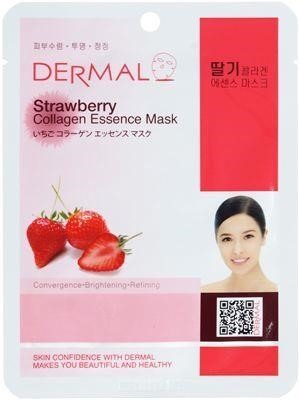 피부수렴 • 투명 • 청정
DERMAL
Strawberry
Collagen Essence Mask
いちご コラーゲン エッセンス マスク
딸기 콜라겐
에센스 마스크
Convergence•Brightening•Refining
DERMAL
SKIN CONFIDENCE WITH DERMAL
MAKES YOU BEAUTIFUL AND HEALTHY